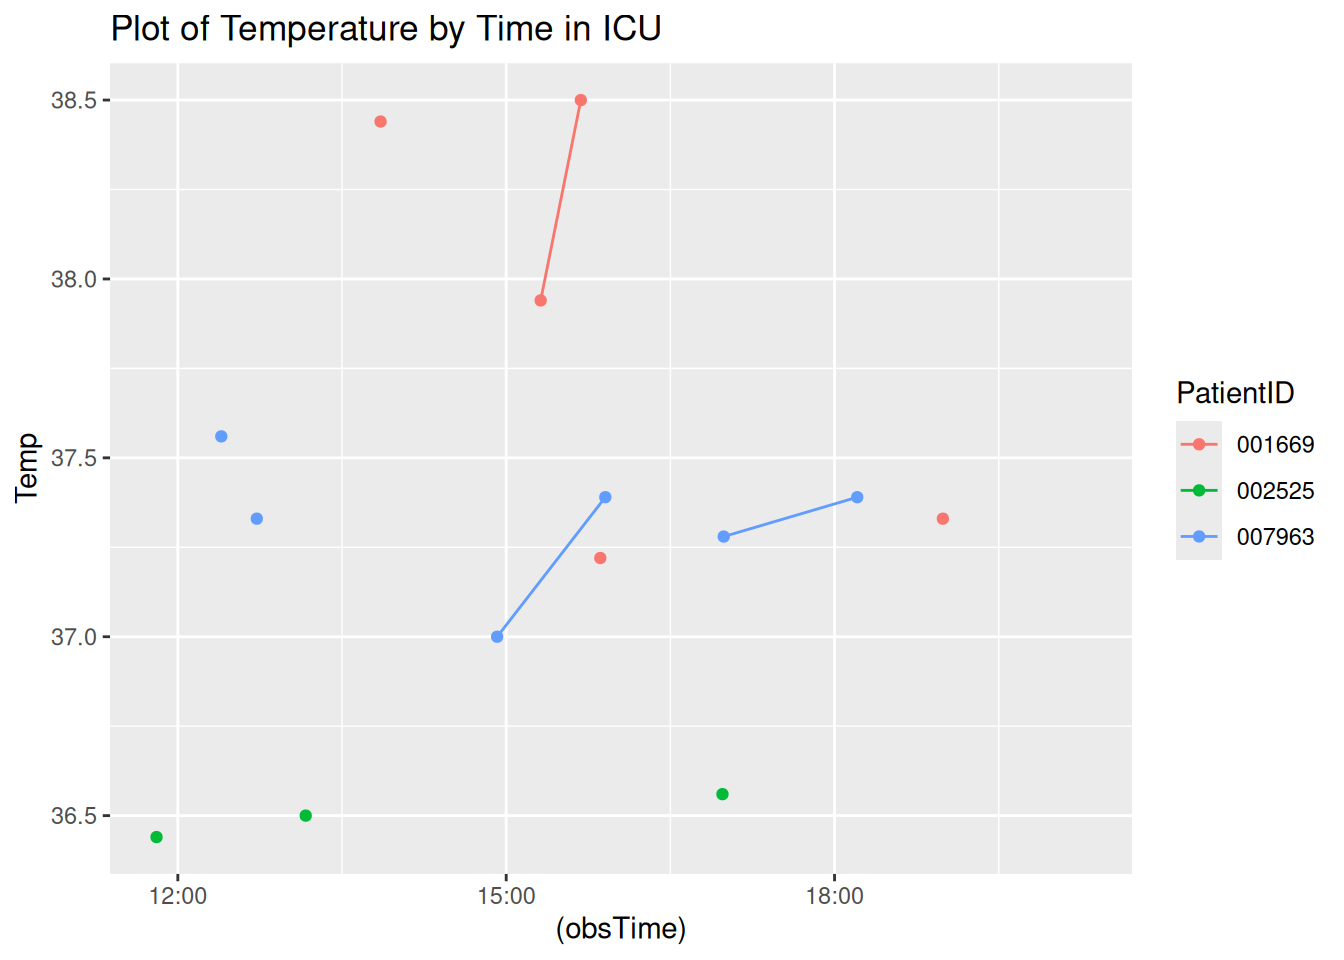 Plot of Temperature by Time in ICU
38.5
38.0
37.5
37.0
36.5
Temp
12:00 15:00 18:00
(obsTime)
PatientID
001669
002525
007963